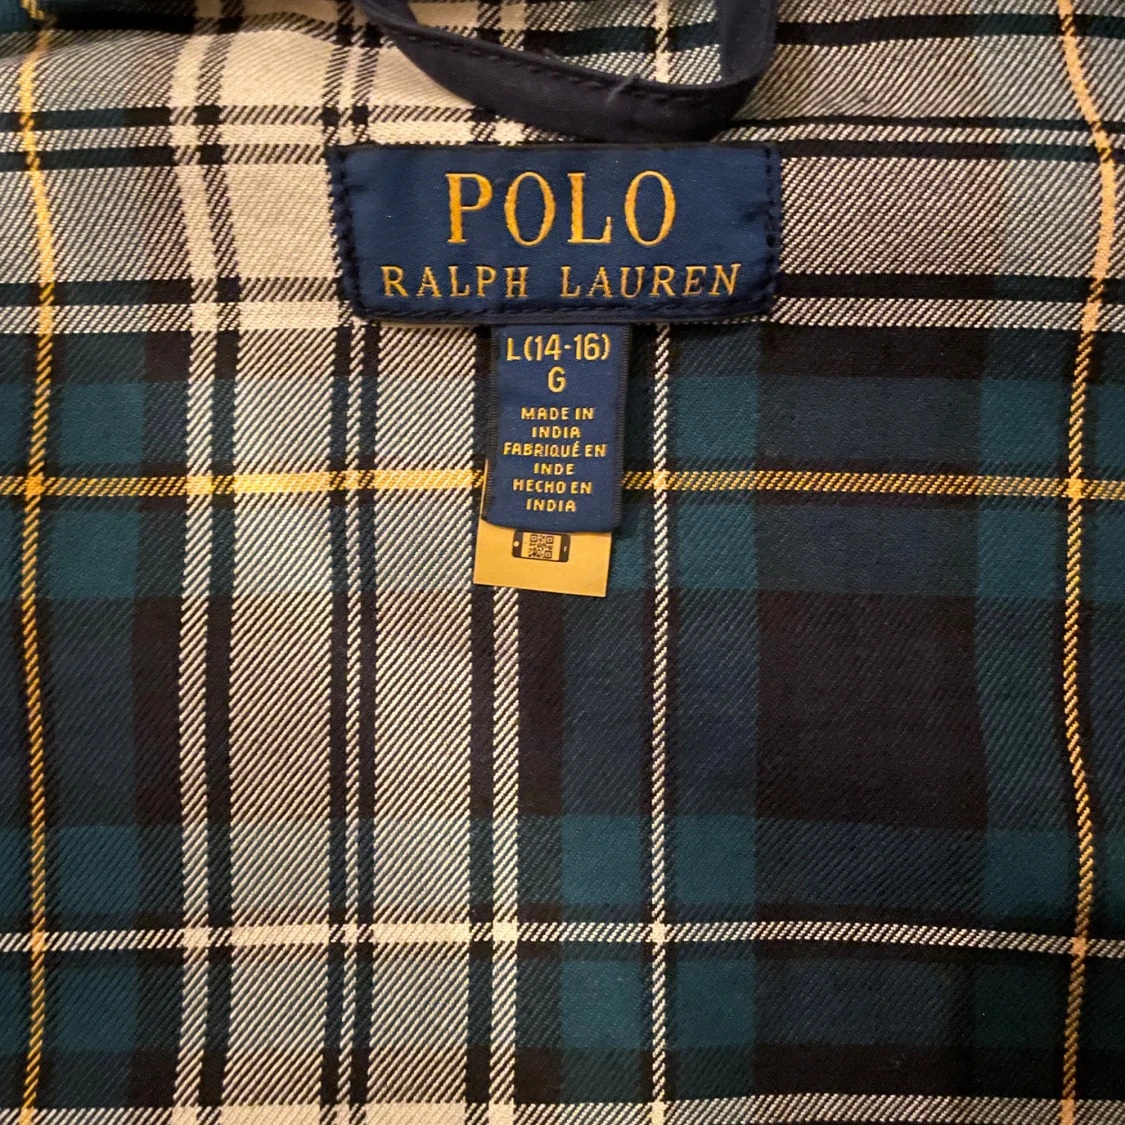 POLO
RALPH LAUREN
L(14-16)
G
MADE IN
INDIA
FABRIQUÉ EN
INDE
HECHO EN
INDIA